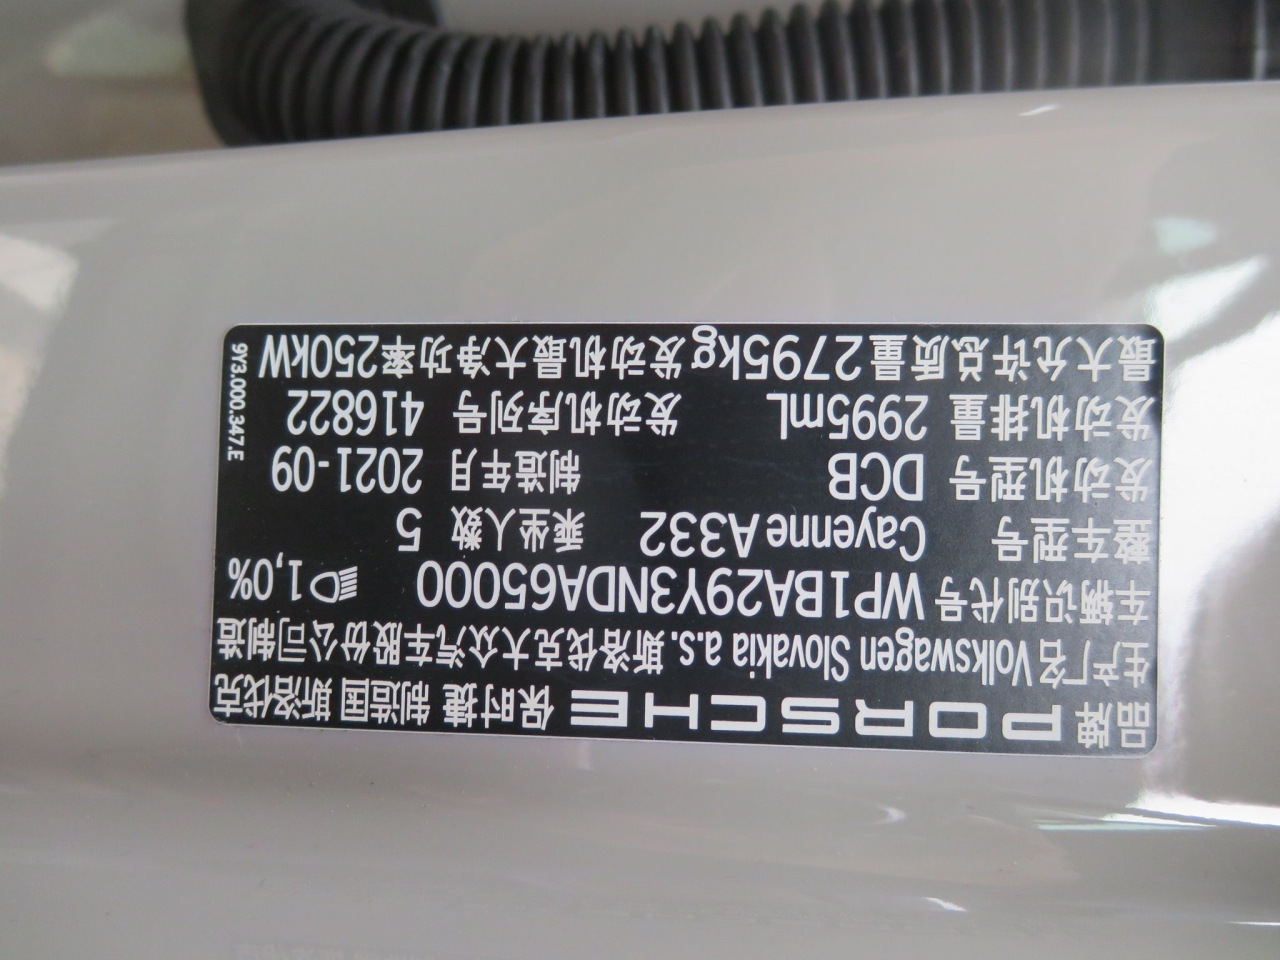 品牌 PORSCHE 保时捷 制造国 斯洛伐克
生产厂名 Volkswagen Slovakia a.s. 斯洛伐克大众汽车股份公司制造
车辆识别代号 WP1BA29Y3NDA65000 1,0%
整车型号 Cayenne A332 乘坐人数 5
发动机型号 DCB 制造年月 2021-09
发动机排量 2995mL 发动机序列号 416822
最大允许总质量 2795kg 发动机最大净功率 250kW
9Y3.000.347.E